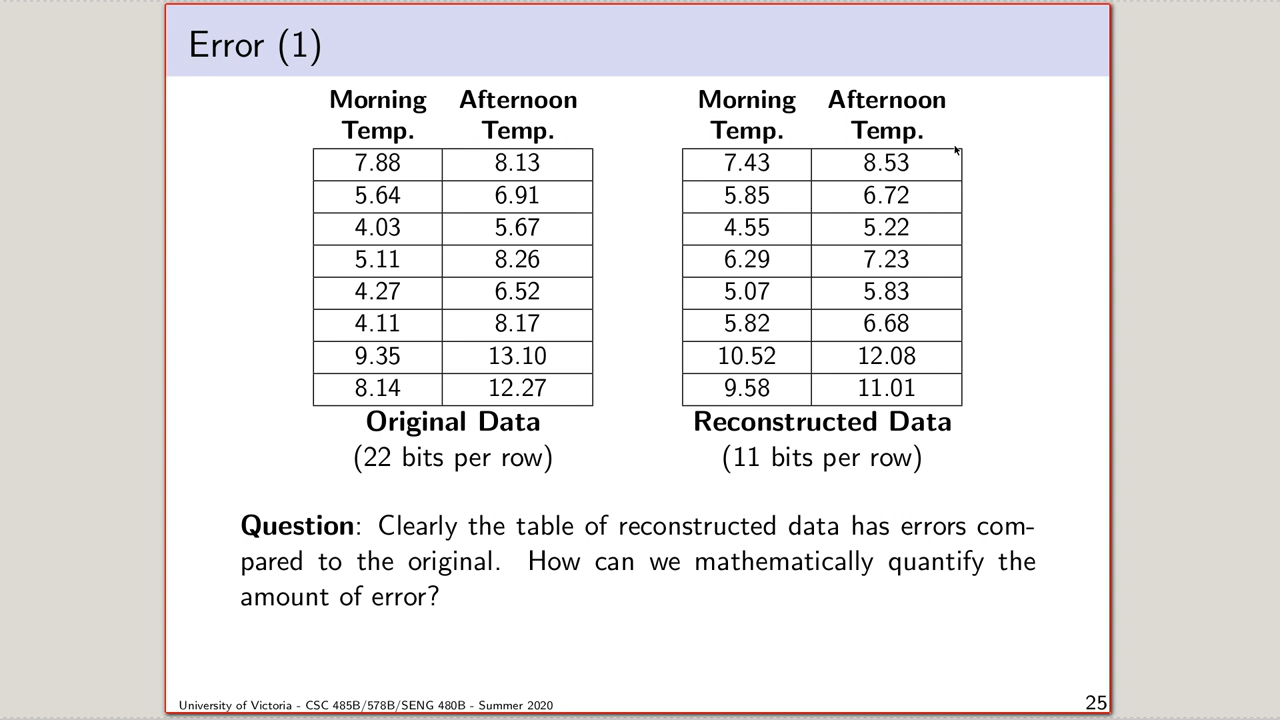 Error (1)
Morning Afternoon Morning Afternoon
Temp. Temp. Temp. Temp.
7.88 8.13 7.43 8.53
5.64 6.91 5.85 6.72
4.03 5.67 4.55 5.22
5.11 8.26 6.29 7.23
4.27 6.52 5.07 5.83
4.11 8.17 5.82 6.68
9.35 13.10 10.52 12.08
8.14 12.27 9.58 11.01
Original Data Reconstructed Data
(22 bits per row) (11 bits per row)
Question: Clearly the table of reconstructed data has errors com-
pared to the original. How can we mathematically quantify the
amount of error?
University of Victoria - CSC 485B/578B/SENG 480B - Summer 2020 25